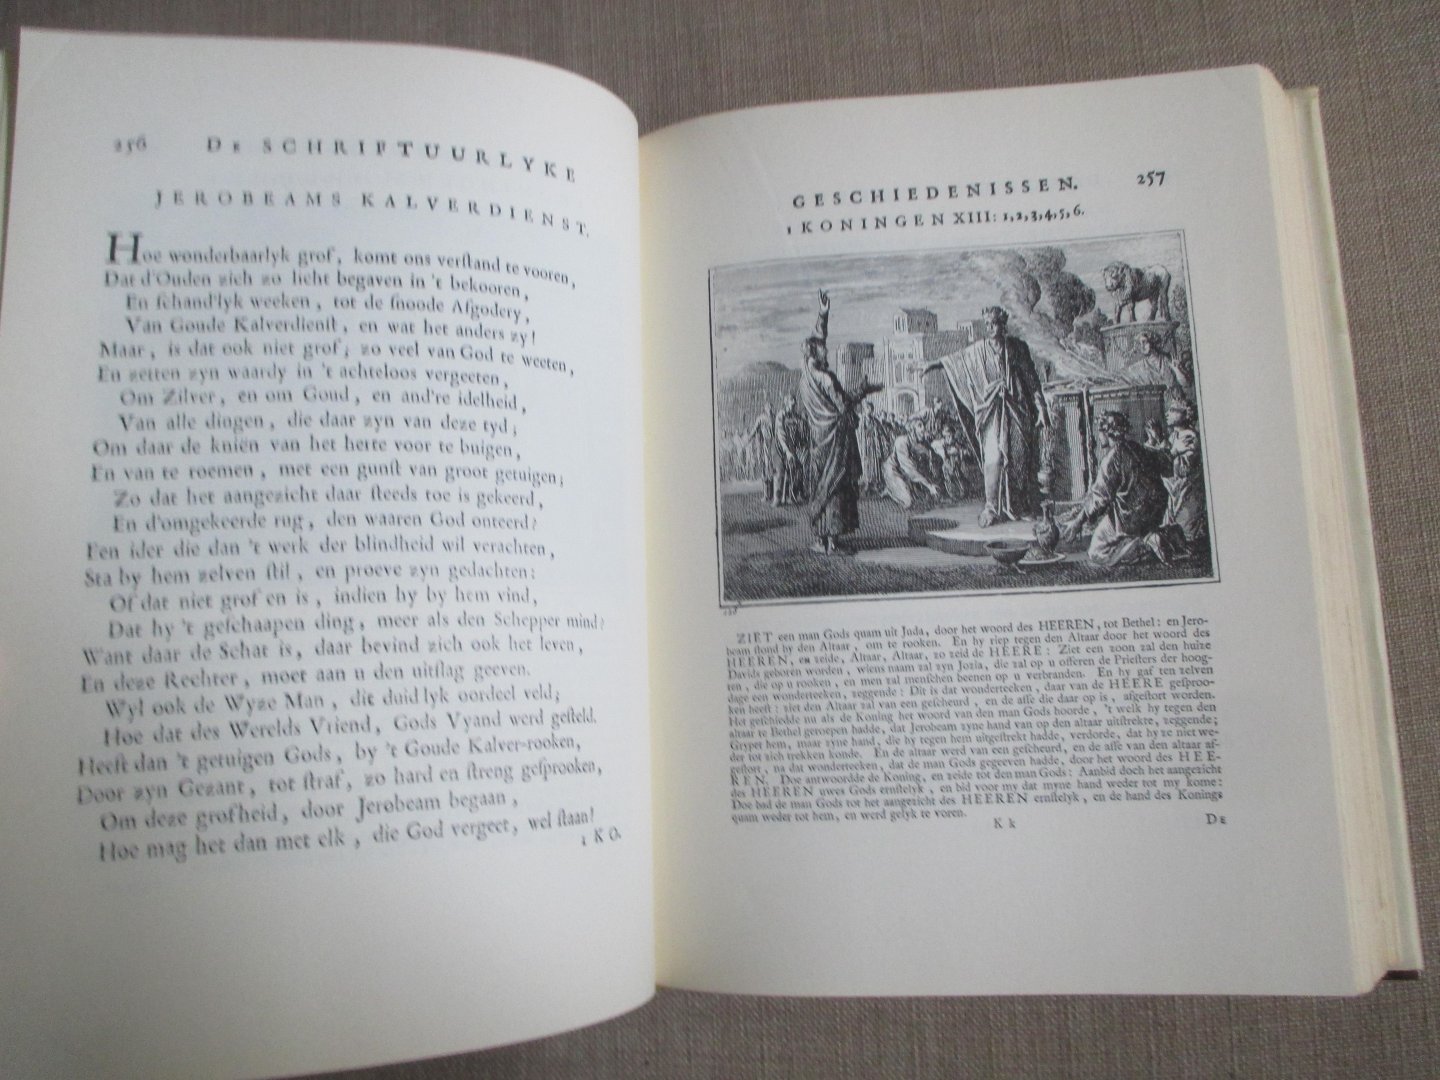 256 De SCHRIFTUURLYKE
JEROBEAMS KALVERDIENST.
Hoe wonderbaarlyk grof, komt ons verſtand te vooren,
Dat d'Ouden zich zo licht begaven in 't bekooren,
En ſchand'lyk weeken, tot de ſnoode Afgodery,
Van Goude Kalverdienſt, en wat het anders zy!
Maar, is dat ook niet grof; zo veel van God te weeten,
En zetten zyn waardy in 't achteloos vergeeten,
Om Zilver, en om Goud, en and're idelheid,
Van alle dingen, die daar zyn van deze tyd;
Om daar de knien van het herte voor te buigen,
En van te roemen, met een gunſt van groot getuigen;
Zo dat het aangezicht daar ſteeds toe is gekeerd,
En d'omgekeerde rug, den waaren God onteerd?
Een ider die dan 't werk der blindheid wil verachten,
Sta by hem zelven ſtil, en proeve zyn gedachten:
Of dat niet grof en is, indien hy by hem vind,
Dat hy 't geſchaapen ding, meer als den Schepper mind?
Want daar de Schat is, daar bevind zich ook het leven,
En deze Rechter, moet aan u den uitſlag geeven.
Wyl ook de Wyze Man, dit duidlyk oordeel veld;
Hoe dat des Werelds Vriend, Gods Vyand werd geſteld.
Heeft dan 't getuigen Gods, by 't Goude Kalver-rooken,
Door zyn Gezant, tot ſtraf, zo hard en ſtreng geſprooken,
Om deze grofheid, door Jerobeam begaan,
Hoe mag het dan met elk, die God vergeet, wel ſtaan!
1 KO.
GESCHIEDENISSEN. 257
1 KONINGEN XIII: 1,2,3,4,5,6.
ZIET een man Gods quam uit Juda, door het woord des HEEREN, tot Bethel: en Jero-
beam ſtond by den Altaar, om te rooken. En hy riep tegen den Altaar door het woord des
HEEREN, en zeide, Altaar, Altaar, zo zeid de HEERE: Ziet een zoon zal den huize
Davids gebooren worden, wiens naam zal zyn Jozia, die zal op u offeren de Prieſters der hoog-
ten, die op u rooken, en men zal menſchen beenen op u verbranden. En hy gaf ten zelven
dage een wonderteeken, zeggende: Dit is dat wonderteeken, daar van de HEERE geſproo-
ken heeft: ziet den Altaar zal van een geſcheurd, en de aſſe die daar op is, afgeſtort worden.
Het geſchiedde nu als de Koning het woord van den man Gods hoorde, 't welk hy tegen den
altaar te Bethel geroepen hadde, dat Jerobeam zyne hand van op den altaar uitſtrekte, zeggende;
Grypet hem, maar zyne hand, die hy tegen hem uitgeſtrekt hadde, verdorde, dat hy ze niet we-
der tot zich trekken konde. En de altaar werd van een geſcheurd, en de aſſe van den altaar af-
geſtort, na dat wonderteeken, dat de man Gods gegeeven hadde, door het woord des HEE-
REN. Doe antwoordde de Koning, en zeide tot den man Gods: Aanbid doch het aangezicht
des HEEREN uwes Gods ernſtelyk, en bid voor my dat myne hand weder tot my kome:
Doe bad de man Gods tot het aangezicht des HEEREN ernſtelyk, en de hand des Konings
quam weder tot hem, en werd gelyk te voren.
K k De